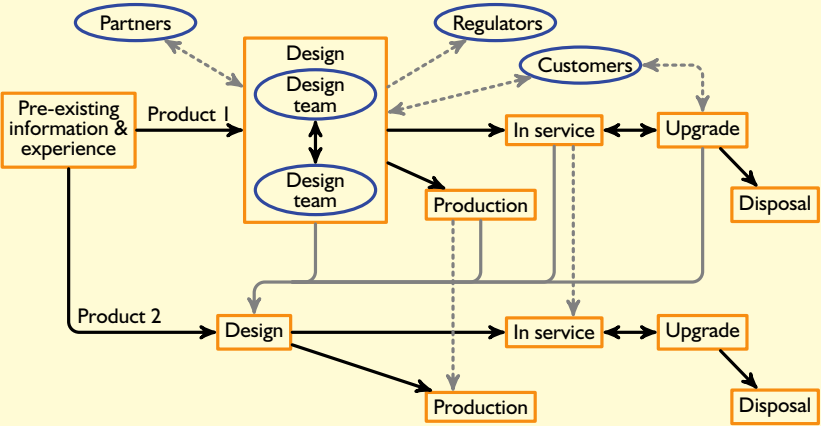 Partners
Regulators
Customers
Design
Design
team
Design
team
Pre-existing
information &
experience
Product 1
In service
Upgrade
Production
Disposal
Product 2
Design
In service
Upgrade
Production
Disposal